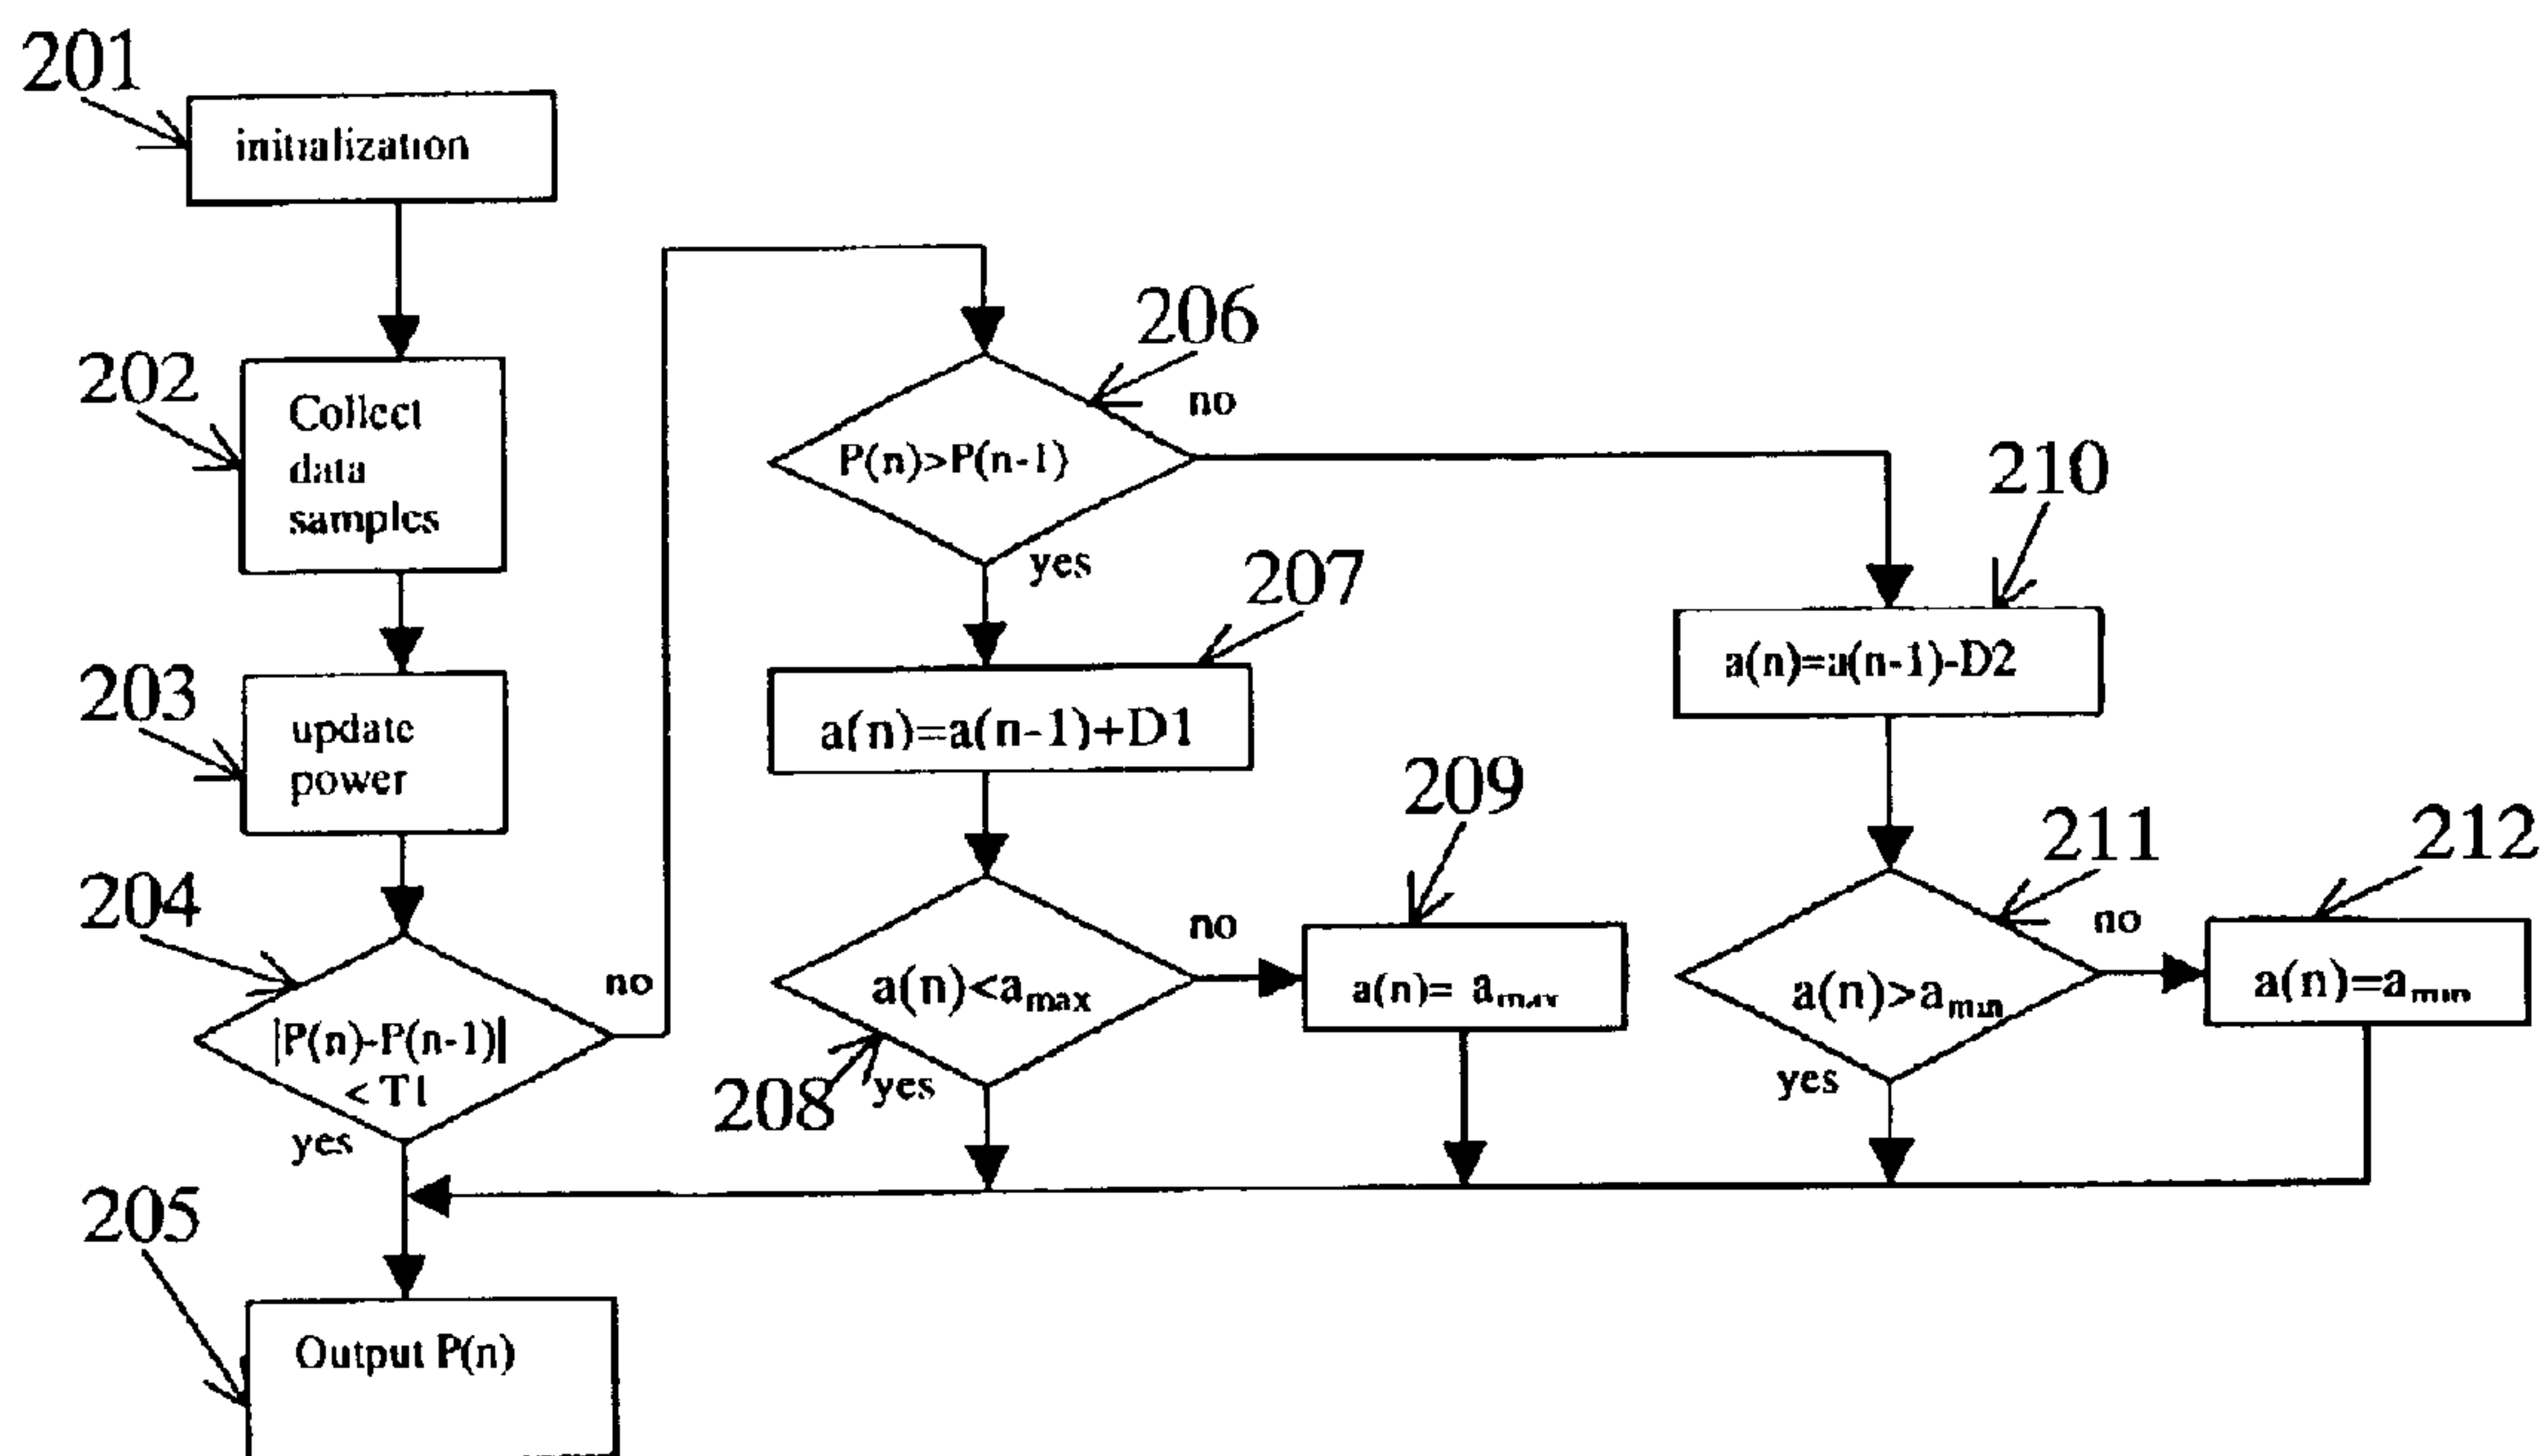 201
initialization
202
Collect
data
samples
203
update
power
204
|P(n)-P(n-1)|
< T1
no
yes
205
Output P(n)
206
P(n)>P(n-1)
no
yes
207
a(n)=a(n-1)+D1
208
a(n)<amax
no
yes
209
a(n)= amax
210
a(n)=a(n-1)-D2
211
a(n)>amin
no
yes
212
a(n)=amin